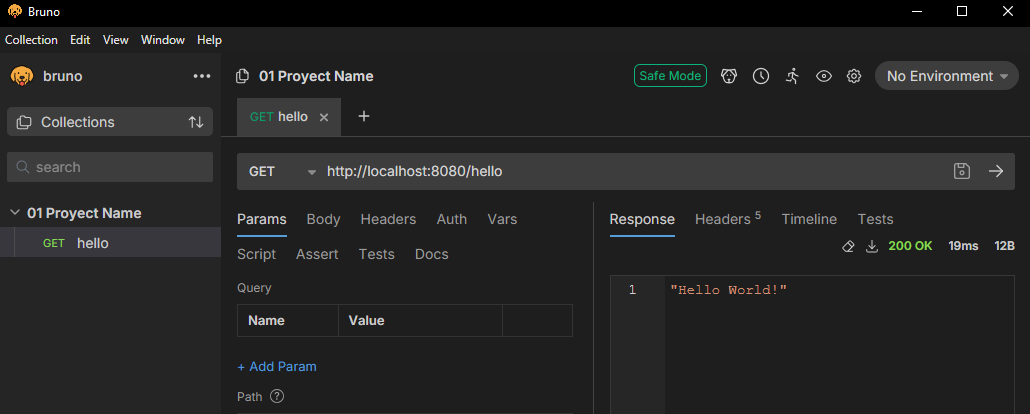 Bruno
Collection Edit View Window Help
bruno
Collections
search
01 Proyect Name
GET hello
01 Proyect Name
Safe Mode
No Environment
GET hello
GET http://localhost:8080/hello
Params Body Headers Auth Vars
Script Assert Tests Docs
Query
Name Value
+ Add Param
Path ?
Response Headers 5 Timeline Tests
200 OK 19ms 12B
1 "Hello World!"